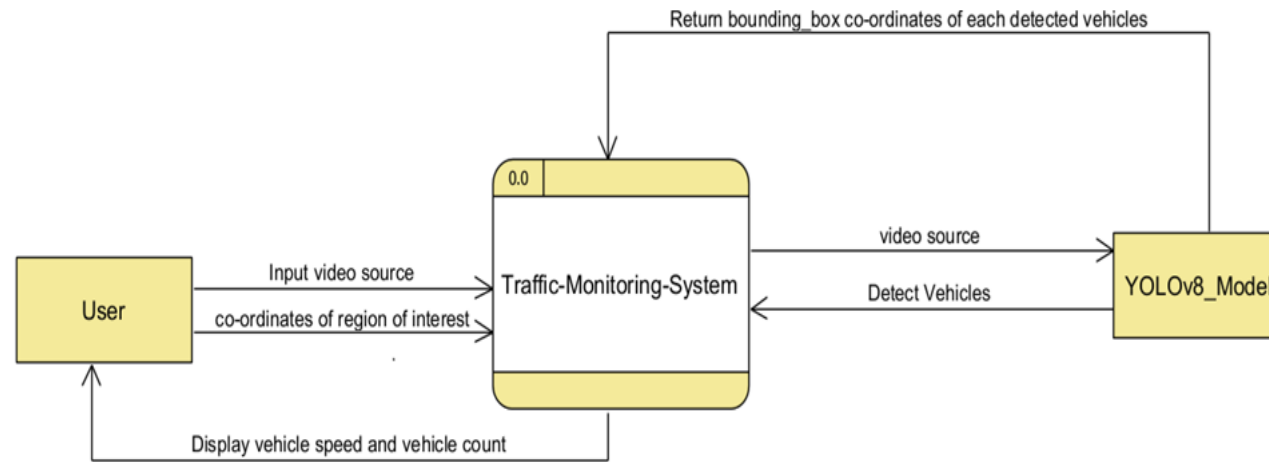 Return bounding_box co-ordinates of each detected vehicles
0.0
Traffic-Monitoring-System
video source
Detect Vehicles
YOLOv8_Model
User
Input video source
co-ordinates of region of interest
Display vehicle speed and vehicle count